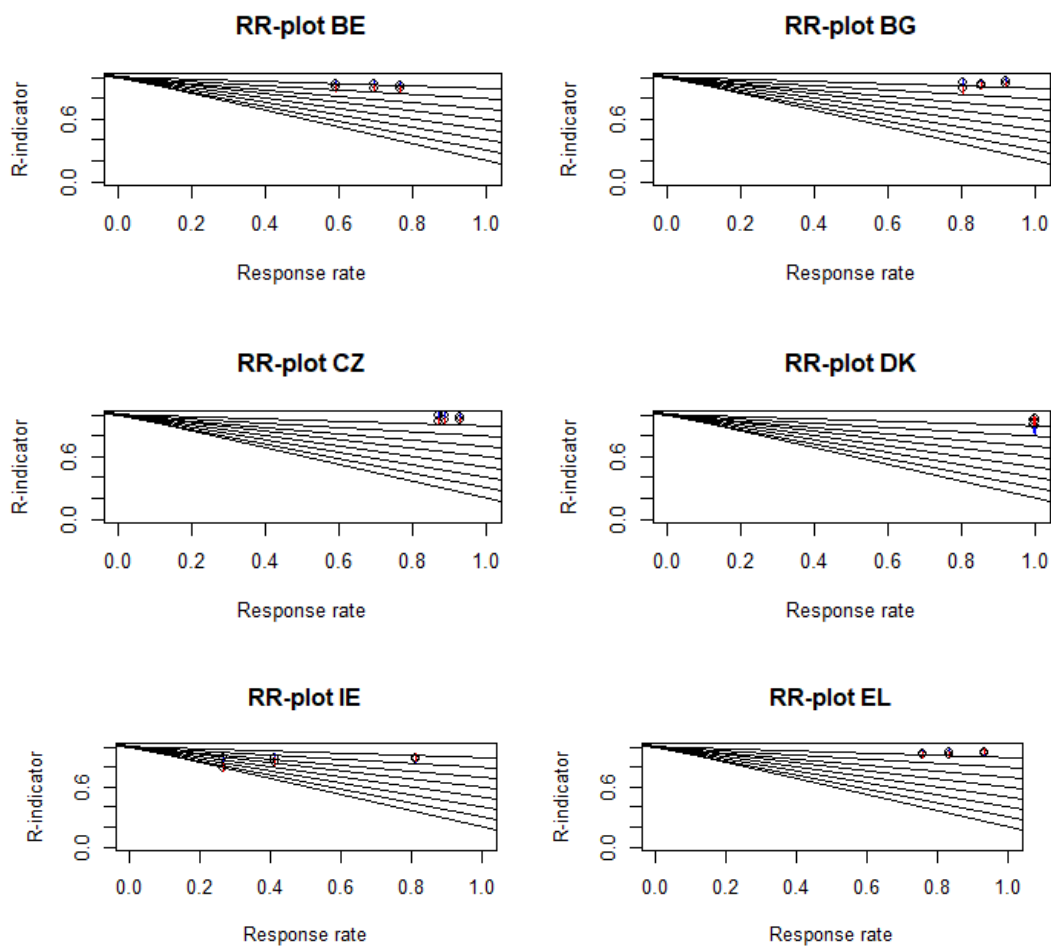 RR-plot BE
R-indicator
0.0 0.6
0.0 0.2 0.4 0.6 0.8 1.0
Response rate
RR-plot BG
R-indicator
0.0 0.6
0.0 0.2 0.4 0.6 0.8 1.0
Response rate
RR-plot CZ
R-indicator
0.0 0.6
0.0 0.2 0.4 0.6 0.8 1.0
Response rate
RR-plot DK
R-indicator
0.0 0.6
0.0 0.2 0.4 0.6 0.8 1.0
Response rate
RR-plot IE
R-indicator
0.0 0.6
0.0 0.2 0.4 0.6 0.8 1.0
Response rate
RR-plot EL
R-indicator
0.0 0.6
0.0 0.2 0.4 0.6 0.8 1.0
Response rate